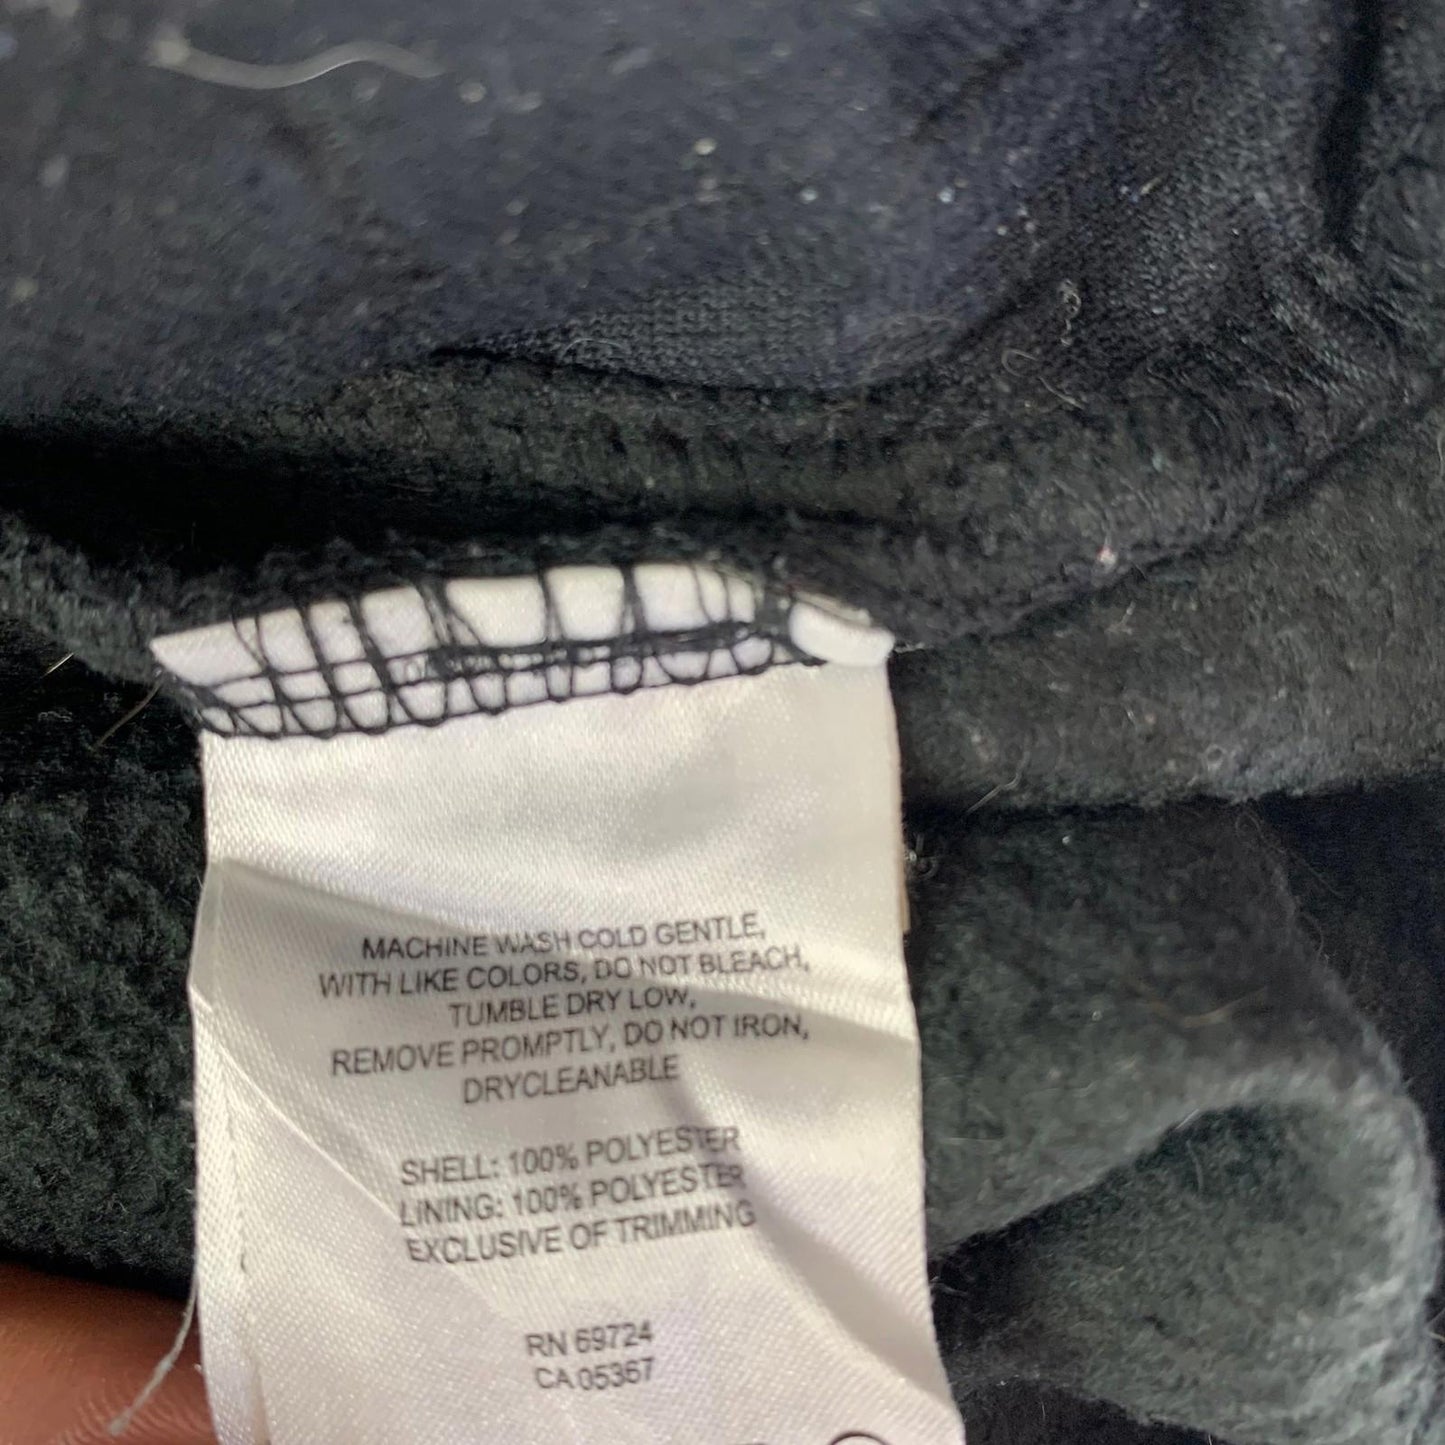 MACHINE WASH COLD GENTLE,
WITH LIKE COLORS, DO NOT BLEACH,
TUMBLE DRY LOW,
REMOVE PROMPTLY, DO NOT IRON,
DRYCLEANABLE
SHELL: 100% POLYESTER
LINING: 100% POLYESTER
EXCLUSIVE OF TRIMMING
RN 69724
CA 05367